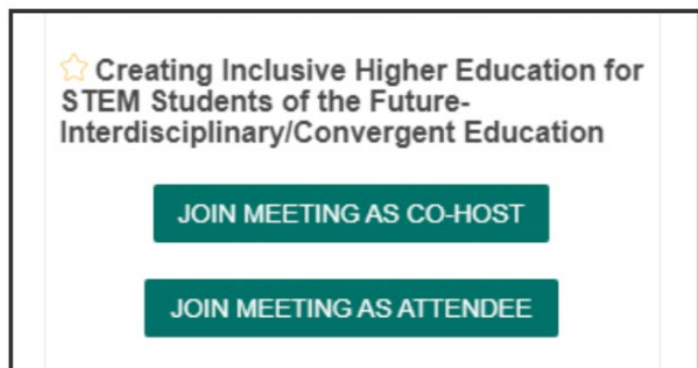 Creating Inclusive Higher Education for
STEM Students of the Future-
Interdisciplinary/Convergent Education
JOIN MEETING AS CO-HOST
JOIN MEETING AS ATTENDEE